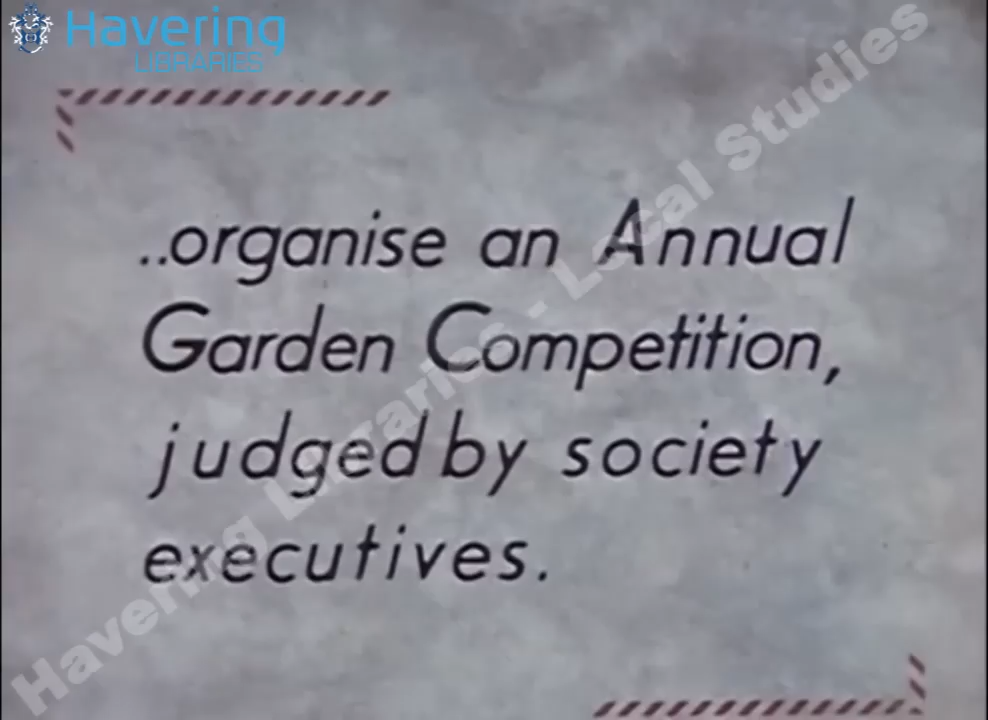 Havering
LIBRARIES
..organise an Annual
Garden Competition,
judged by society
executives.
Havering Libraries - Local Studies